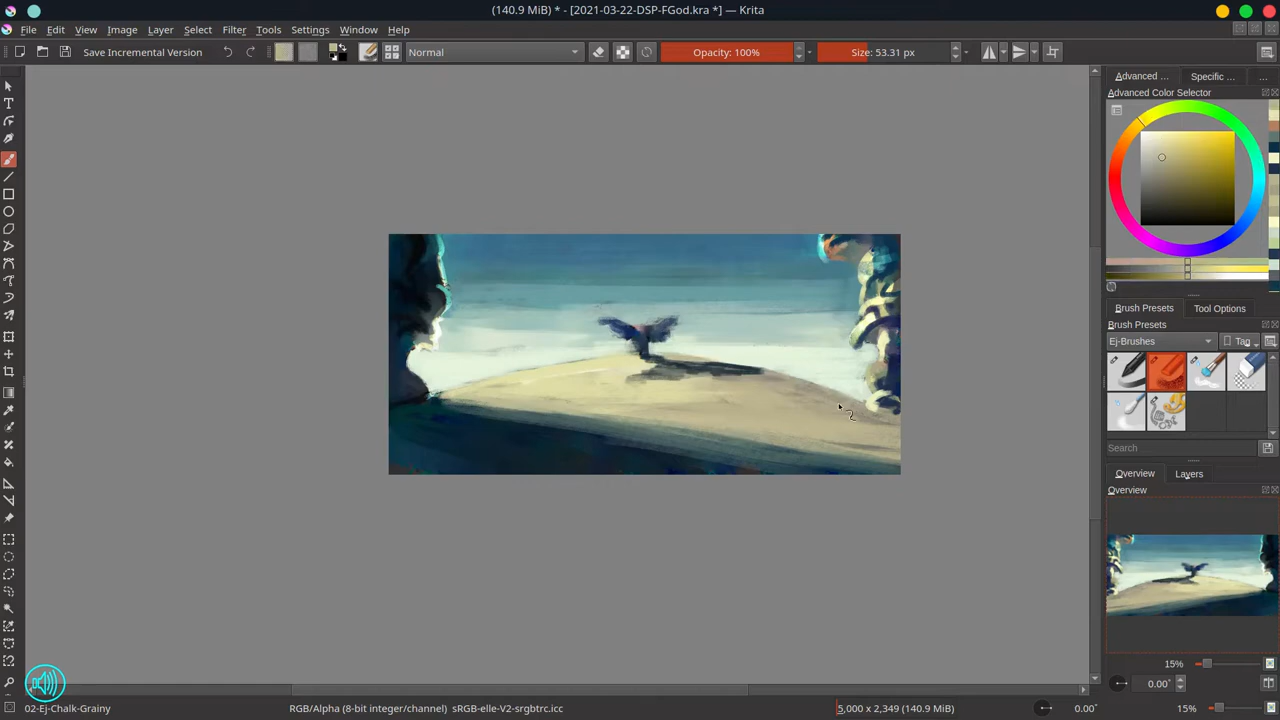 (140.9 MiB) * - [2021-03-22-DSP-FGod.kra *] — Krita
File Edit View Image Layer Select Filter Tools Settings Window Help
Save Incremental Version Normal Opacity: 100% Size: 53.31 px
Advanced ... Specific ... ...
Advanced Color Selector
Brush Presets Tool Options
Brush Presets
Ej-Brushes Tag
Search
Overview Layers
Overview
15%
0.00°
02-Ej-Chalk-Grainy RGB/Alpha (8-bit integer/channel) sRGB-elle-V2-srgbtrc.icc 5,000 x 2,349 (140.9 MiB) 0.00° 15%